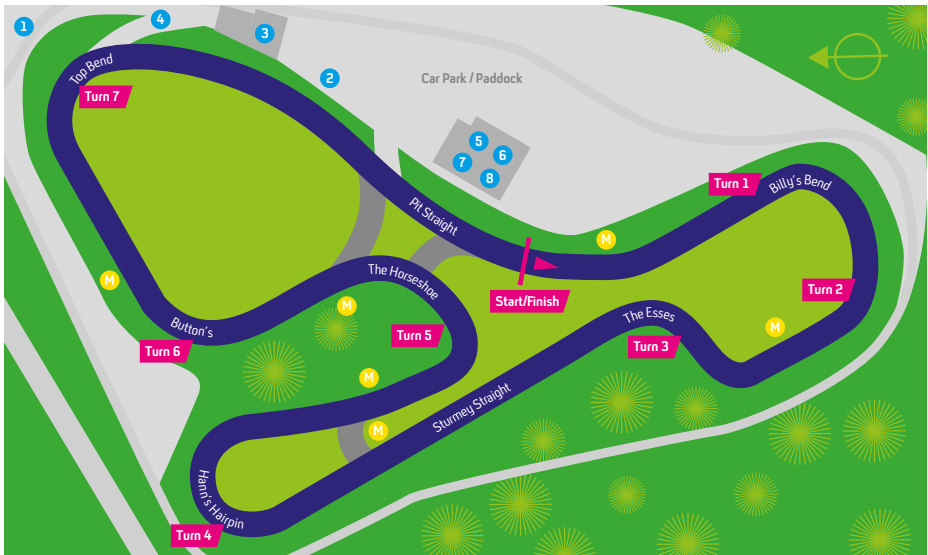 1
4
3
2
Car Park / Paddock
Top Bend
Turn 7
5
6
7
8
Turn 1
Billy's Bend
Pit Straight
M
Start/Finish
Turn 2
M
The Esses
Turn 3
The Horseshoe
M
Turn 5
M
Button's
Turn 6
M
Sturmey Straight
M
Hann's Hairpin
Turn 4